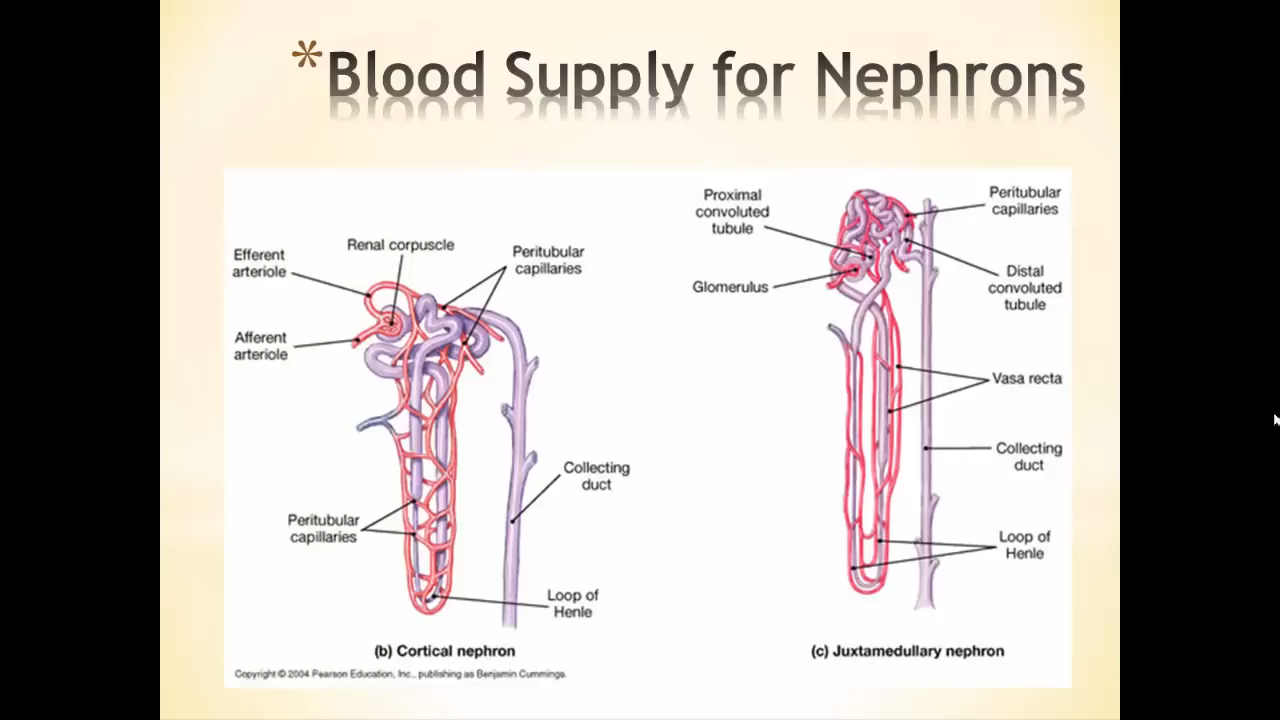 *Blood Supply for Nephrons
Efferent
arteriole
Renal corpuscle
Peritubular
capillaries
Afferent
arteriole
Collecting
duct
Peritubular
capillaries
Loop of
Henle
(b) Cortical nephron
Copyright © 2004 Pearson Education, Inc., publishing as Benjamin Cummings.
Proximal
convoluted
tubule
Peritubular
capillaries
Glomerulus
Distal
convoluted
tubule
Vasa recta
Collecting
duct
Loop of
Henle
(c) Juxtamedullary nephron